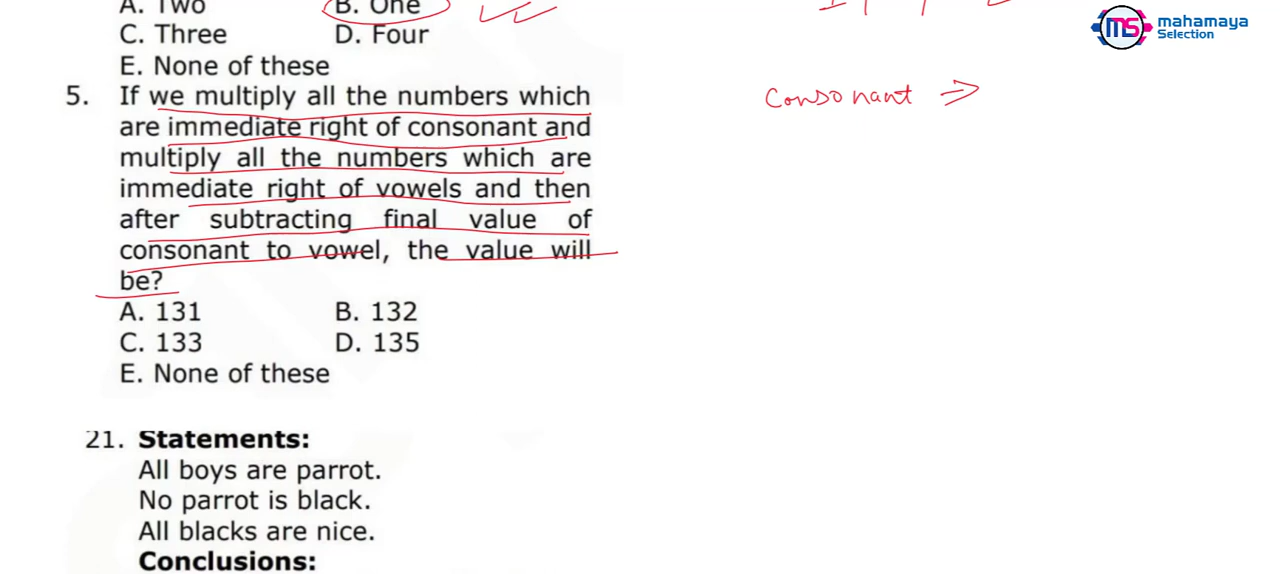 A. Two B. One
mahamaya
MS Selection
C. Three D. Four
E. None of these
5. If we multiply all the numbers which
consonant ⇒
are immediate right of consonant and
multiply all the numbers which are
immediate right of vowels and then
after subtracting final value of
consonant to vowel, the value will
be?
A. 131 B. 132
C. 133 D. 135
E. None of these
21. Statements:
All boys are parrot.
No parrot is black.
All blacks are nice.
Conclusions: